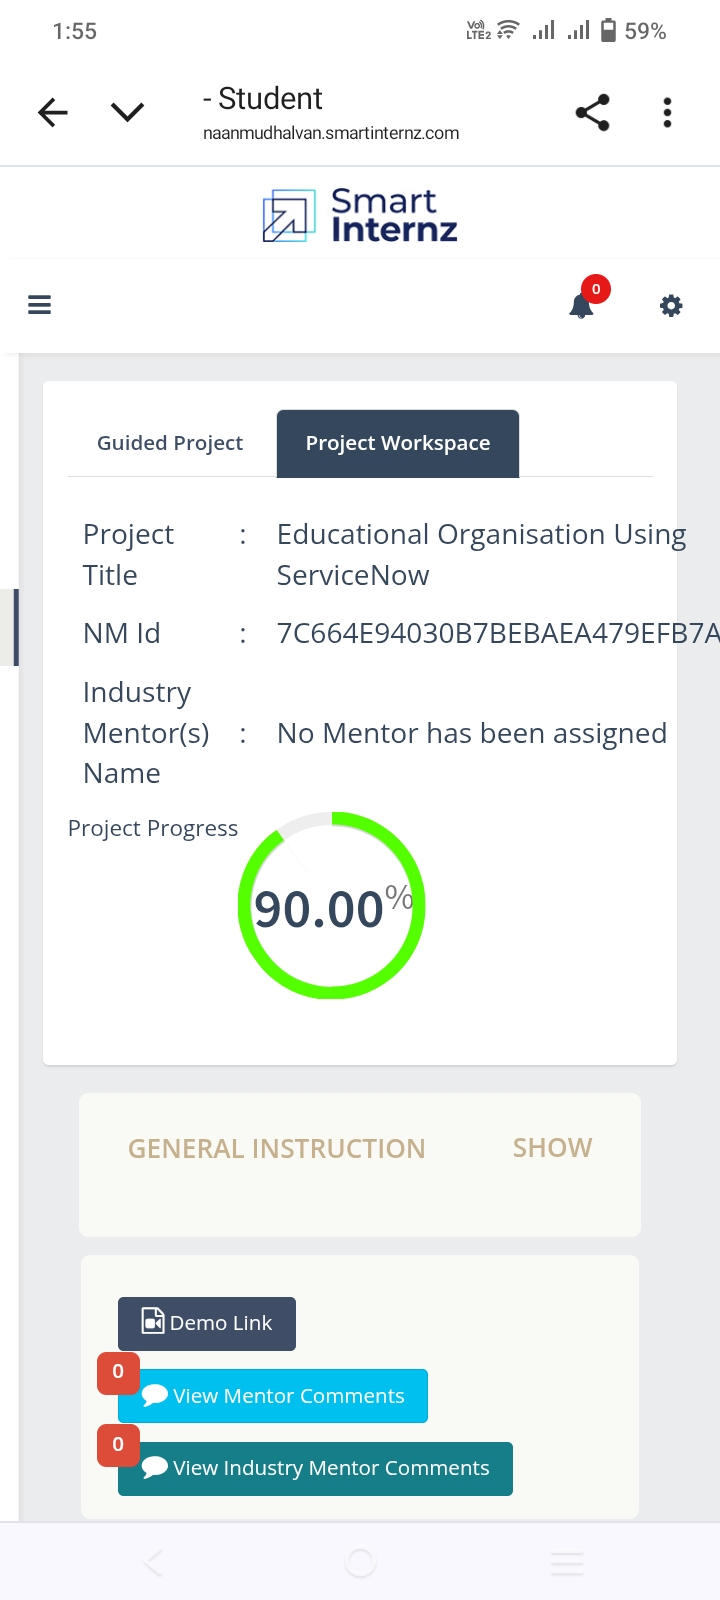 1:55
Vo))
LTE2
59%
- Student
naanmudhalvan.smartinternz.com
Smart
Internz
0
Guided Project
Project Workspace
Project Title : Educational Organisation Using ServiceNow
NM Id : 7C664E94030B7BEBAEA479EFB7A
Industry Mentor(s) Name : No Mentor has been assigned
Project Progress
90.00%
GENERAL INSTRUCTION
SHOW
Demo Link
0
View Mentor Comments
0
View Industry Mentor Comments